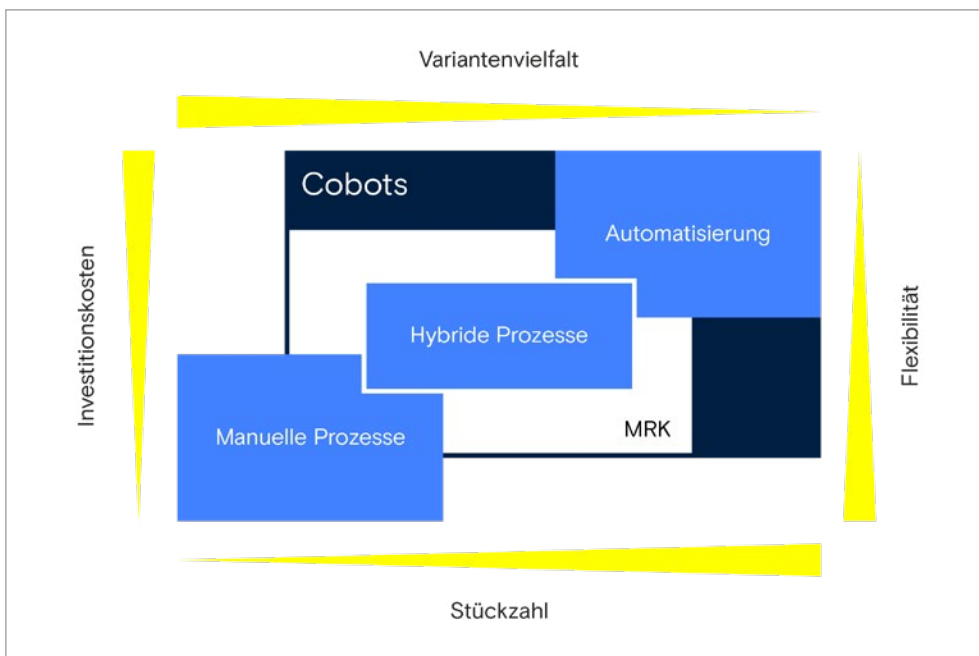 Variantenvielfalt
Cobots
Automatisierung
Investitionskosten
Hybride Prozesse
Flexibilität
Manuelle Prozesse
MRK
Stückzahl